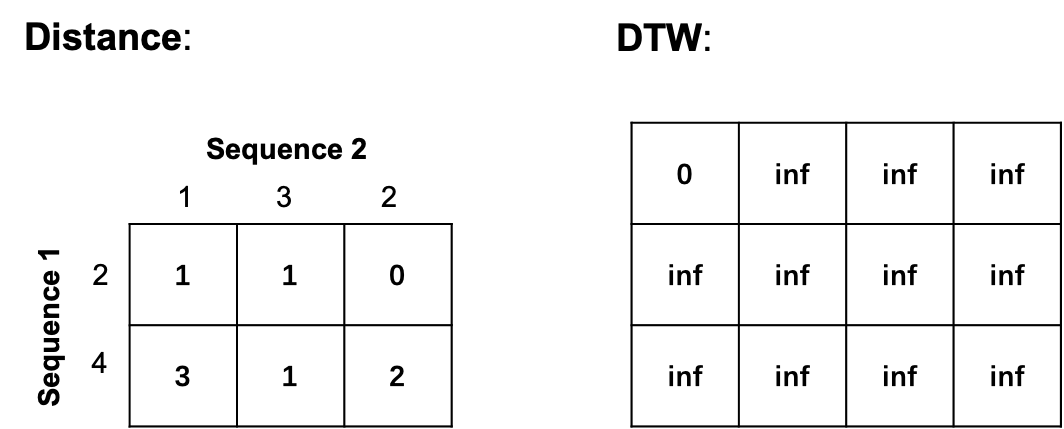 Distance:
DTW:
Sequence 2
1 3 2
Sequence 1
2 1 1 0
4 3 1 2
0 inf inf inf
inf inf inf inf
inf inf inf inf